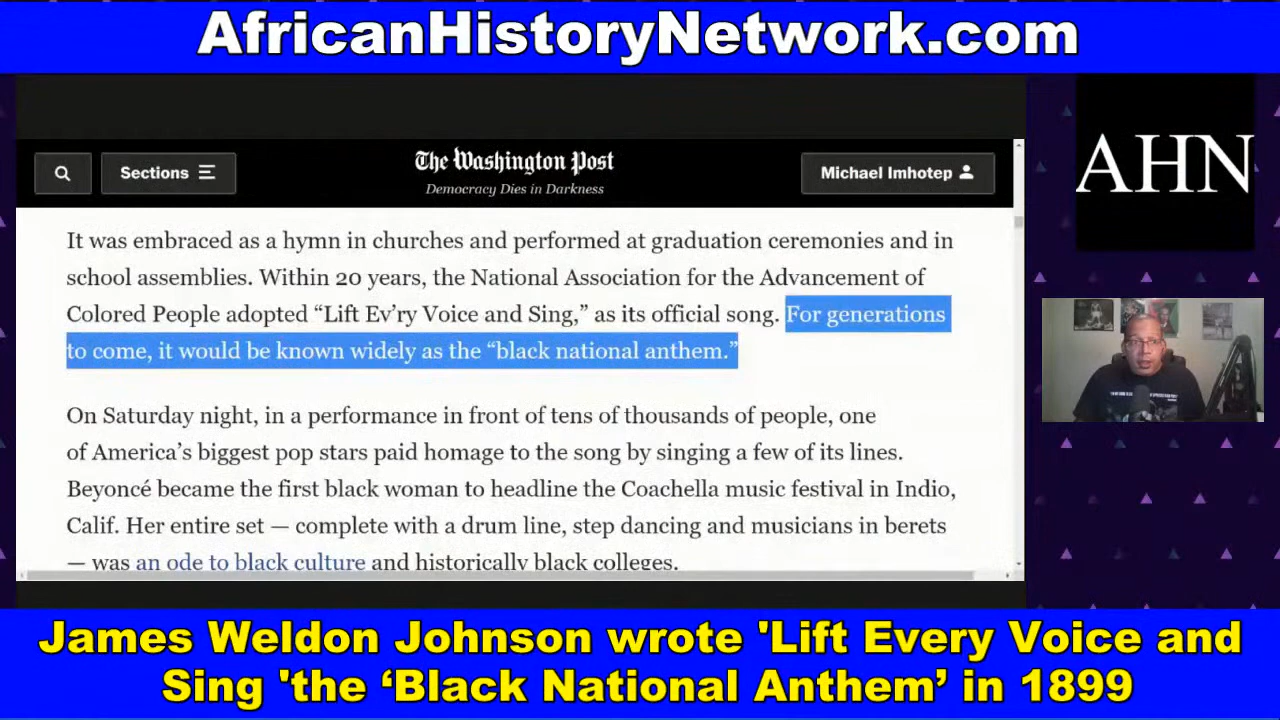 AfricanHistoryNetwork.com
Sections
The Washington Post
Democracy Dies in Darkness
Michael Imhotep
AHN
It was embraced as a hymn in churches and performed at graduation ceremonies and in
school assemblies. Within 20 years, the National Association for the Advancement of
Colored People adopted “Lift Ev’ry Voice and Sing,” as its official song. For generations
to come, it would be known widely as the “black national anthem.”
On Saturday night, in a performance in front of tens of thousands of people, one
of America’s biggest pop stars paid homage to the song by singing a few of its lines.
Beyoncé became the first black woman to headline the Coachella music festival in Indio,
Calif. Her entire set — complete with a drum line, step dancing and musicians in berets
— was an ode to black culture and historically black colleges.
James Weldon Johnson wrote 'Lift Every Voice and
Sing 'the ‘Black National Anthem’ in 1899